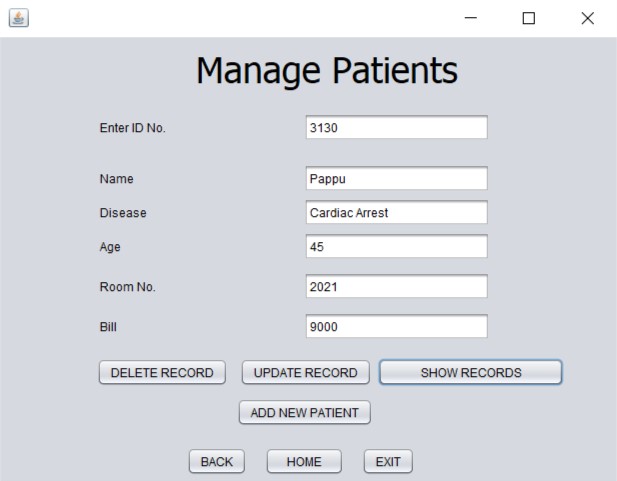 Manage Patients
Enter ID No. 3130
Name Pappu
Disease Cardiac Arrest
Age 45
Room No. 2021
Bill 9000
DELETE RECORD UPDATE RECORD SHOW RECORDS
ADD NEW PATIENT
BACK HOME EXIT